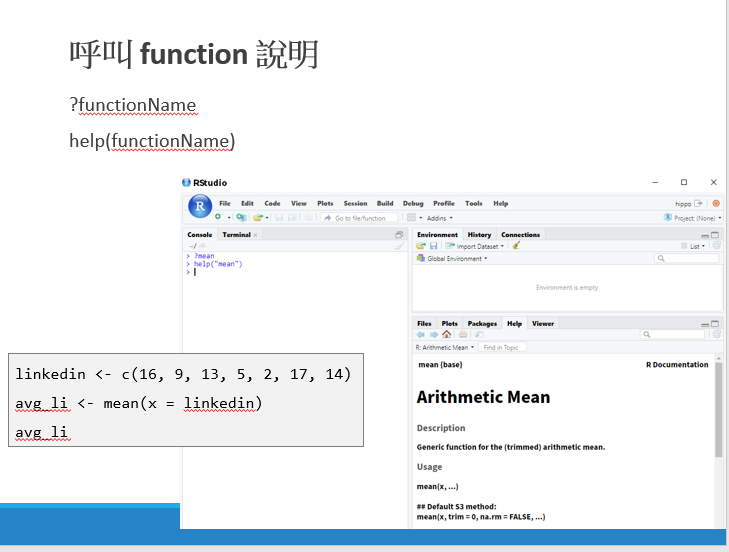 呼叫 function 說明
?functionName
help(functionName)
RStudio
File Edit Code View Plots Session Build Debug Profile Tools Help
hippo
Go to file/function
Addins
Project: (None)
Console Terminal
~/
> ?mean
> help("mean")
>
Environment History Connections
Import Dataset
List
Global Environment
Environment is empty
Files Plots Packages Help Viewer
R: Arithmetic Mean Find in Topic
mean {base} R Documentation
Arithmetic Mean
Description
Generic function for the (trimmed) arithmetic mean.
Usage
mean(x, ...)
## Default S3 method:
mean(x, trim = 0, na.rm = FALSE, ...)
linkedin <- c(16, 9, 13, 5, 2, 17, 14)
avg_li <- mean(x = linkedin)
avg_li